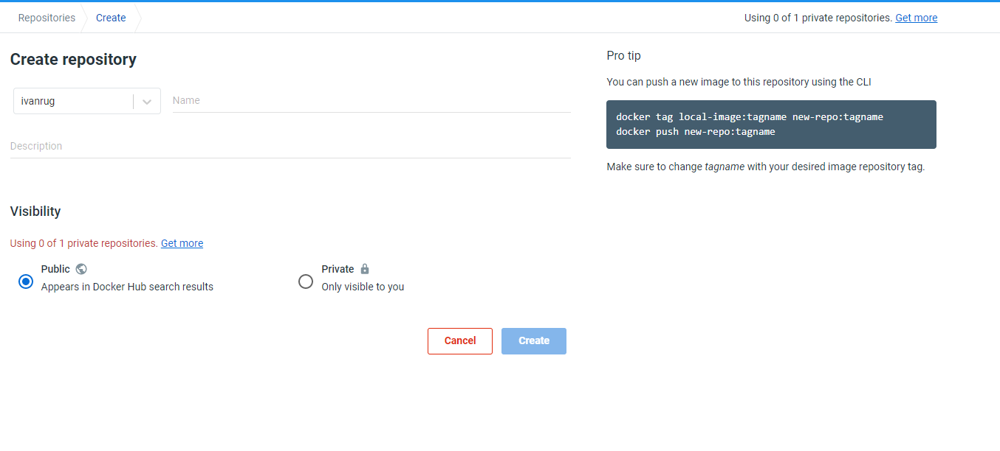 Repositories Create Using 0 of 1 private repositories. Get more
Create repository
ivanrug Name
Description
Visibility
Using 0 of 1 private repositories. Get more
Public
Appears in Docker Hub search results
Private
Only visible to you
Cancel Create
Pro tip
You can push a new image to this repository using the CLI
docker tag local-image:tagname new-repo:tagname
docker push new-repo:tagname
Make sure to change tagname with your desired image repository tag.